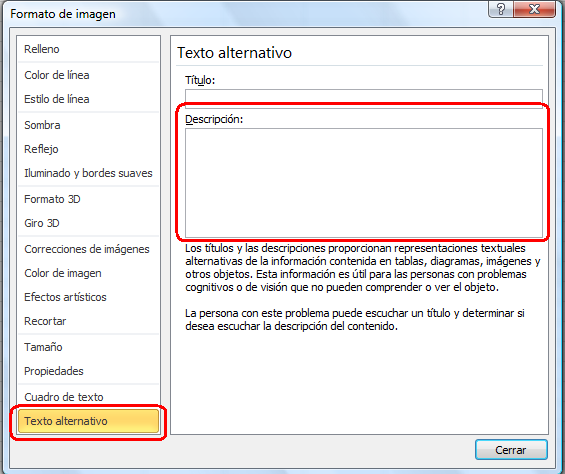 Formato de imagen
?
Relleno
Color de línea
Estilo de línea
Sombra
Reflejo
Iluminado y bordes suaves
Formato 3D
Giro 3D
Correcciones de imágenes
Color de imagen
Efectos artísticos
Recortar
Tamaño
Propiedades
Cuadro de texto
Texto alternativo
Texto alternativo
Título:
Descripción:
Los títulos y las descripciones proporcionan representaciones textuales
alternativas de la información contenida en tablas, diagramas, imágenes y
otros objetos. Esta información es útil para las personas con problemas
cognitivos o de visión que no pueden comprender o ver el objeto.
La persona con este problema puede escuchar un título y determinar si
desea escuchar la descripción del contenido.
Cerrar